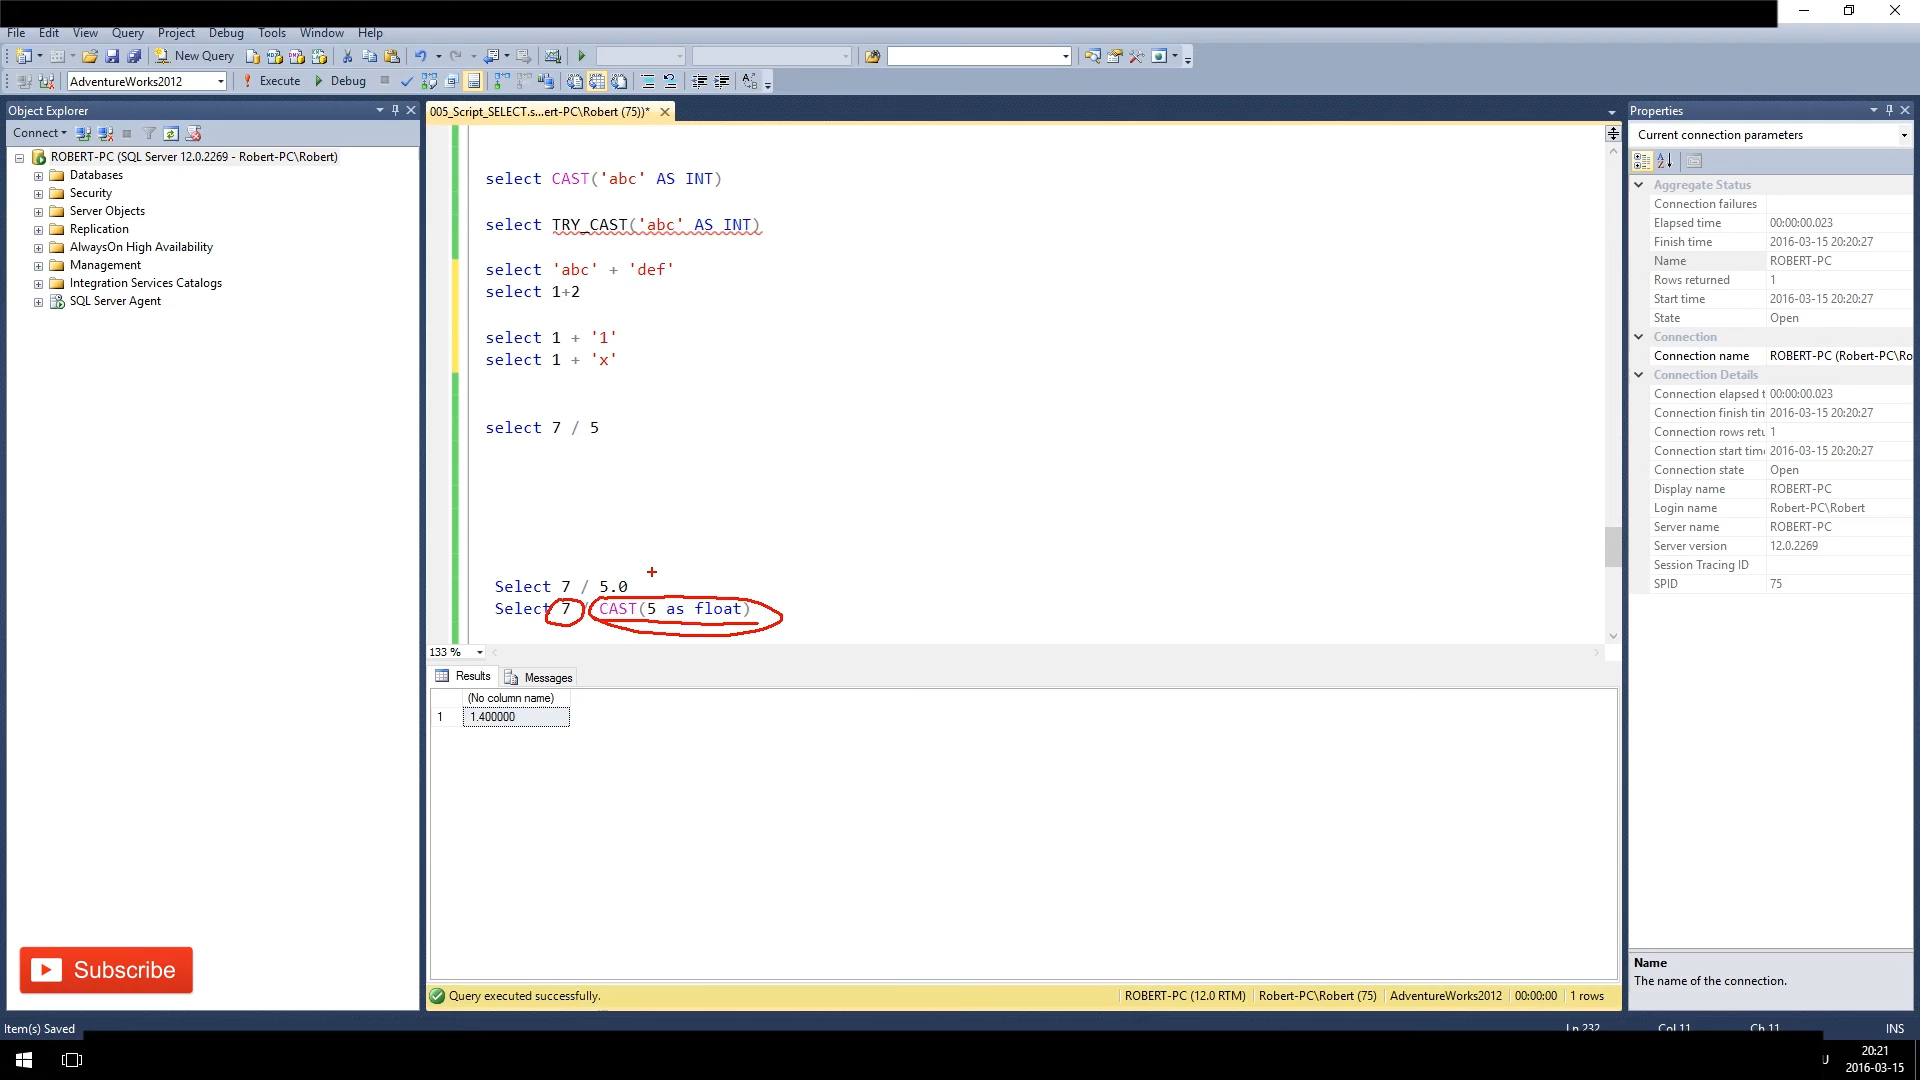 File Edit View Query Project Debug Tools Window Help
New Query
AdventureWorks2012 Execute Debug
Object Explorer
Connect
ROBERT-PC (SQL Server 12.0.2269 - Robert-PC\Robert)
Databases
Security
Server Objects
Replication
AlwaysOn High Availability
Management
Integration Services Catalogs
SQL Server Agent
Subscribe
005_Script_SELECT.s...ert-PC\Robert (75))*
select CAST('abc' AS INT)
select TRY_CAST('abc' AS INT)
select 'abc' + 'def'
select 1+2
select 1 + '1'
select 1 + 'x'
select 7 / 5
Select 7 / 5.0
Select 7 / CAST(5 as float)
133 %
Results Messages
(No column name)
1 1.400000
Query executed successfully. ROBERT-PC (12.0 RTM) Robert-PC\Robert (75) AdventureWorks2012 00:00:00 1 rows
Properties
Current connection parameters
Aggregate Status
Connection failures
Elapsed time 00:00:00.023
Finish time 2016-03-15 20:20:27
Name ROBERT-PC
Rows returned 1
Start time 2016-03-15 20:20:27
State Open
Connection
Connection name ROBERT-PC (Robert-PC\Ro
Connection Details
Connection elapsed t 00:00:00.023
Connection finish tim 2016-03-15 20:20:27
Connection rows retu 1
Connection start time 2016-03-15 20:20:27
Connection state Open
Display name ROBERT-PC
Login name Robert-PC\Robert
Server name ROBERT-PC
Server version 12.0.2269
Session Tracing ID
SPID 75
Name
The name of the connection.
Item(s) Saved Ln 232 Col 11 Ch 11 INS
20:21
2016-03-15